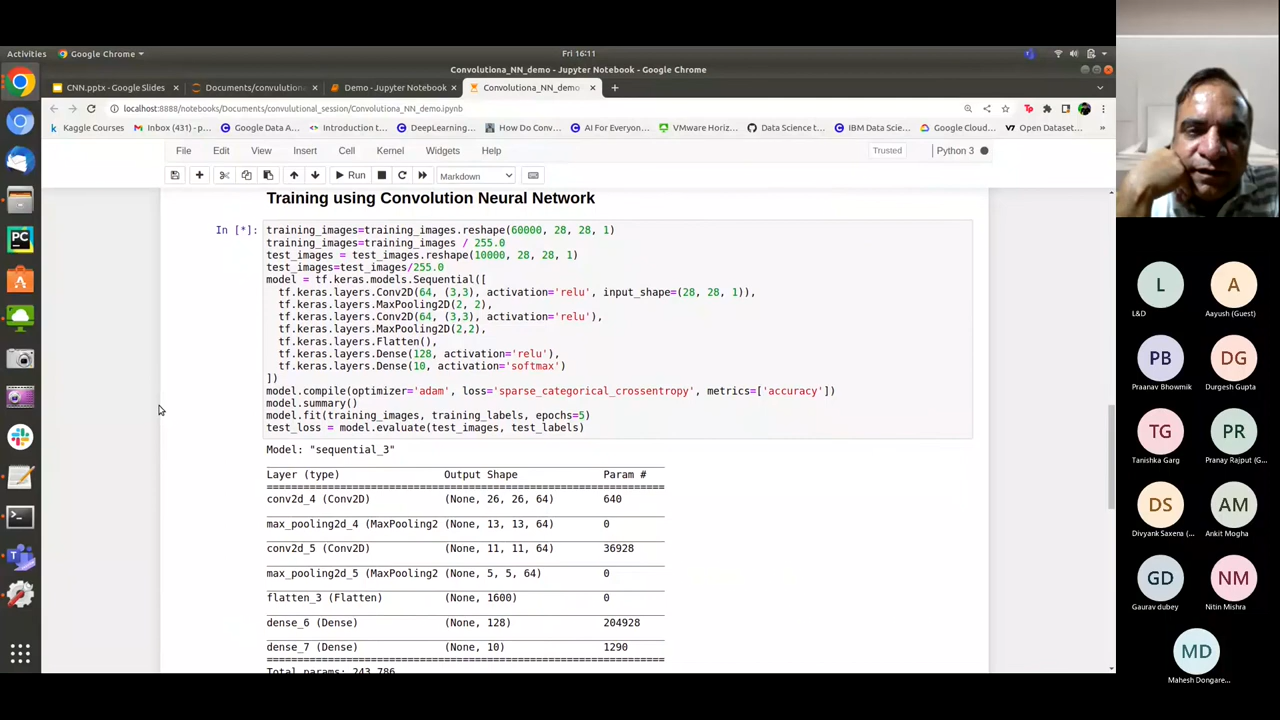 Activities
Google Chrome
Fri 16:11
Convolutiona_NN_demo - Jupyter Notebook - Google Chrome
CNN.pptx - Google Slides
Documents/convolution
Demo - Jupyter Notebook
Convolutiona_NN_demo
localhost:8888/notebooks/Documents/convulutional_session/Convolutiona_NN_demo.ipynb
Kaggle Courses
Inbox (431) - p...
Google Data A...
Introduction t...
DeepLearning...
How Do Conv...
AI For Everyon...
VMware Horiz...
Data Science t...
IBM Data Scie...
Google Cloud...
Open Dataset...
File Edit View Insert Cell Kernel Widgets Help
Trusted
Python 3
Run
Markdown
Training using Convolution Neural Network
In [*]:
training_images=training_images.reshape(60000, 28, 28, 1)
training_images=training_images / 255.0
test_images = test_images.reshape(10000, 28, 28, 1)
test_images=test_images/255.0
model = tf.keras.models.Sequential([
tf.keras.layers.Conv2D(64, (3,3), activation='relu', input_shape=(28, 28, 1)),
tf.keras.layers.MaxPooling2D(2, 2),
tf.keras.layers.Conv2D(64, (3,3), activation='relu'),
tf.keras.layers.MaxPooling2D(2,2),
tf.keras.layers.Flatten(),
tf.keras.layers.Dense(128, activation='relu'),
tf.keras.layers.Dense(10, activation='softmax')
])
model.compile(optimizer='adam', loss='sparse_categorical_crossentropy', metrics=['accuracy'])
model.summary()
model.fit(training_images, training_labels, epochs=5)
test_loss = model.evaluate(test_images, test_labels)
Model: "sequential_3"
Layer (type) Output Shape Param #
conv2d_4 (Conv2D) (None, 26, 26, 64) 640
max_pooling2d_4 (MaxPooling2 (None, 13, 13, 64) 0
conv2d_5 (Conv2D) (None, 11, 11, 64) 36928
max_pooling2d_5 (MaxPooling2 (None, 5, 5, 64) 0
flatten_3 (Flatten) (None, 1600) 0
dense_6 (Dense) (None, 128) 204928
dense_7 (Dense) (None, 10) 1290
Total params: 243,786
L
L&D
A
Aayush (Guest)
PB
Praanav Bhowmik
DG
Durgesh Gupta
TG
Tanishka Garg
PR
Pranay Rajput (G...
DS
Divyank Saxena (...
AM
Ankit Mogha
GD
Gaurav dubey
NM
Nitin Mishra
MD
Mahesh Dongare...